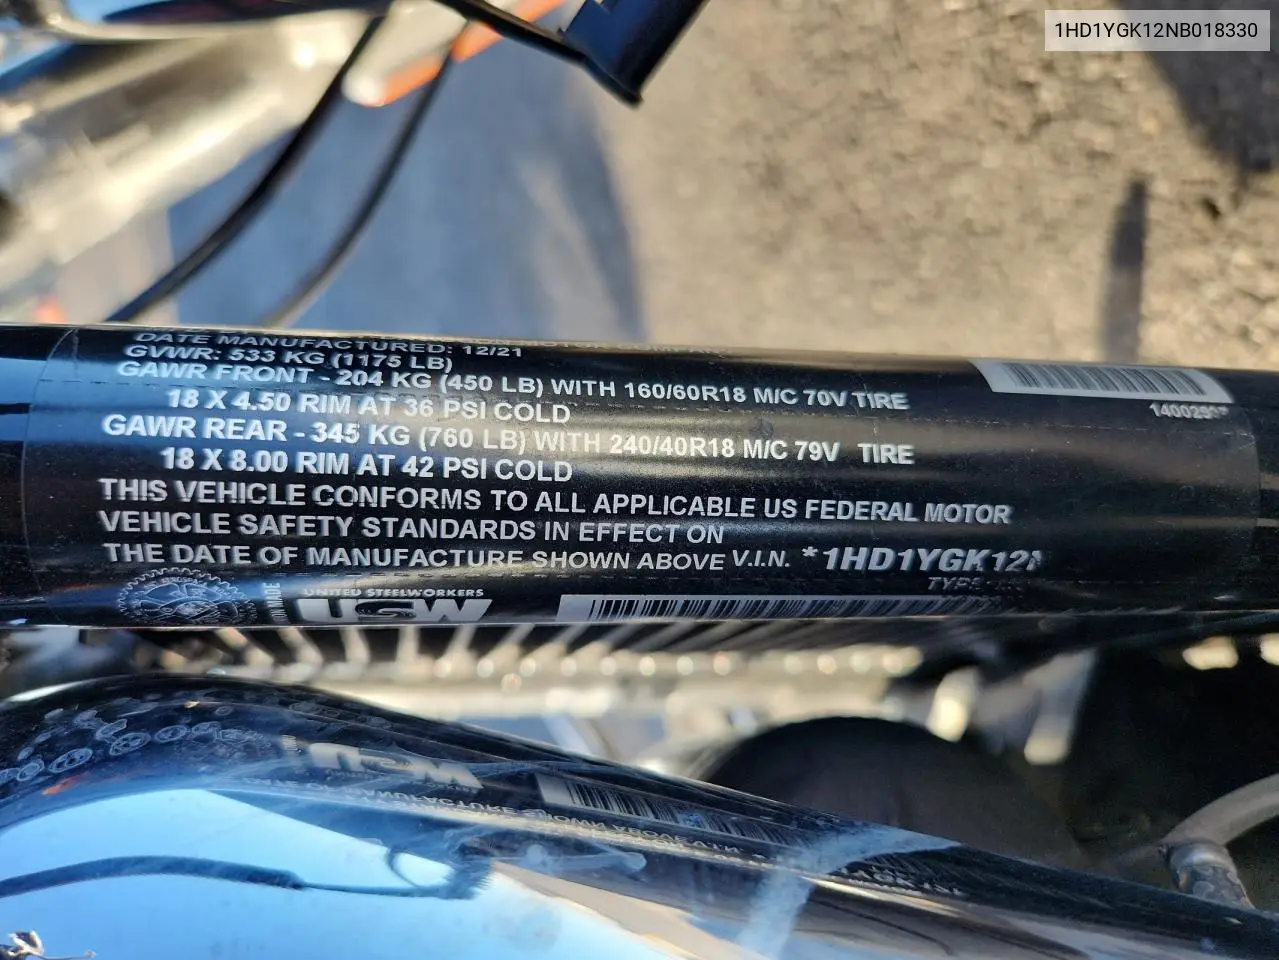 1HD1YGK12NB018330
DATE MANUFACTURED: 12/21
GVWR: 533 KG (1175 LB)
GAWR FRONT - 204 KG (450 LB) WITH 160/60R18 M/C 70V TIRE
18 X 4.50 RIM AT 36 PSI COLD
GAWR REAR - 345 KG (760 LB) WITH 240/40R18 M/C 79V TIRE
18 X 8.00 RIM AT 42 PSI COLD
THIS VEHICLE CONFORMS TO ALL APPLICABLE US FEDERAL MOTOR
VEHICLE SAFETY STANDARDS IN EFFECT ON
THE DATE OF MANUFACTURE SHOWN ABOVE V.I.N. *1HD1YGK12
UNITED STEELWORKERS
USW
MADE